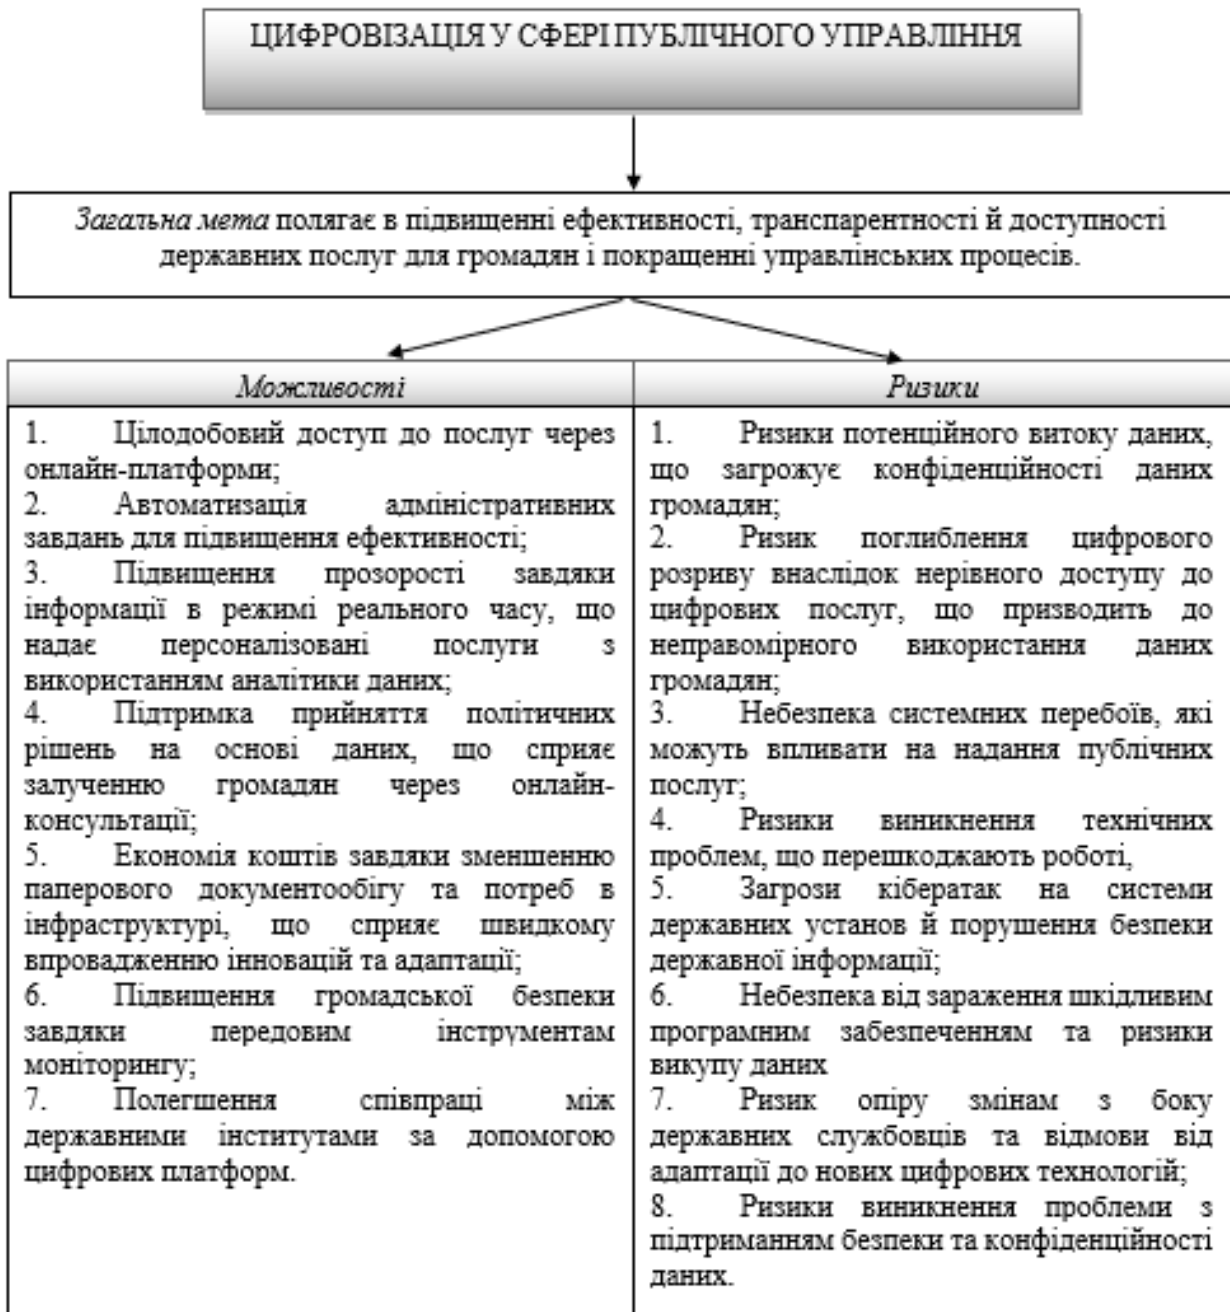 ЦИФРОВІЗАЦІЯ У СФЕРІ ПУБЛІЧНОГО УПРАВЛІННЯ
Загальна мета полягає в підвищенні ефективності, транспарентності й доступності
державних послуг для громадян і покращенні управлінських процесів.
Можливості
1. Цілодобовий доступ до послуг через
онлайн-платформи;
2. Автоматизація адміністративних
завдань для підвищення ефективності;
3. Підвищення прозорості завдяки
інформації в режимі реального часу, що
надає персоналізовані послуги з
використанням аналітики даних;
4. Підтримка прийняття політичних
рішень на основі даних, що сприяє
залученню громадян через онлайн-
консультації;
5. Економія коштів завдяки зменшенню
паперового документообігу та потреб в
інфраструктурі, що сприяє швидкому
впровадженню інновацій та адаптації;
6. Підвищення громадської безпеки
завдяки передовим інструментам
моніторингу;
7. Полегшення співпраці між
державними інститутами за допомогою
цифрових платформ.
Ризики
1. Ризики потенційного витоку даних,
що загрожує конфіденційності даних
громадян;
2. Ризик поглиблення цифрового
розриву внаслідок нерівного доступу до
цифрових послуг, що призводить до
неправомірного використання даних
громадян;
3. Небезпека системних перебоїв, які
можуть впливати на надання публічних
послуг;
4. Ризики виникнення технічних
проблем, що перешкоджають роботі,
5. Загрози кібератак на системи
державних установ й порушення безпеки
державної інформації;
6. Небезпека від зараження шкідливим
програмним забезпеченням та ризики
викупу даних
7. Ризик опіру змінам з боку
державних службовців та відмови від
адаптації до нових цифрових технологій;
8. Ризики виникнення проблеми з
підтриманням безпеки та конфіденційності
даних.